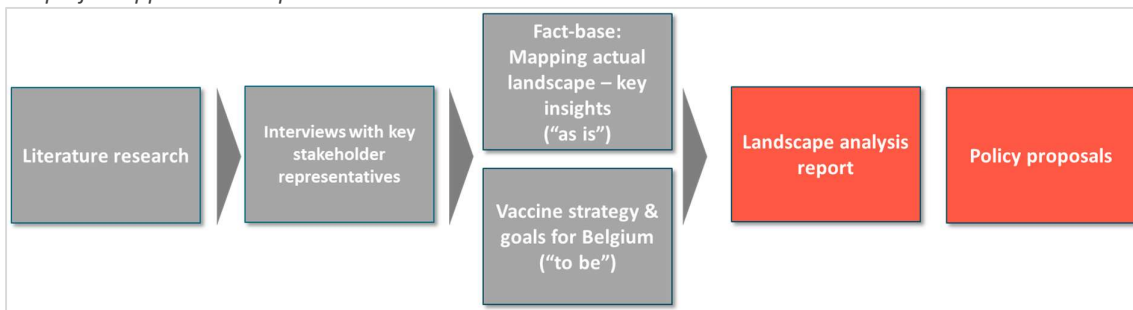 Literature research
Interviews with key
stakeholder
representatives
Fact-base:
Mapping actual
landscape – key
insights
(“as is”)
Vaccine strategy &
goals for Belgium
(“to be”)
Landscape analysis
report
Policy proposals